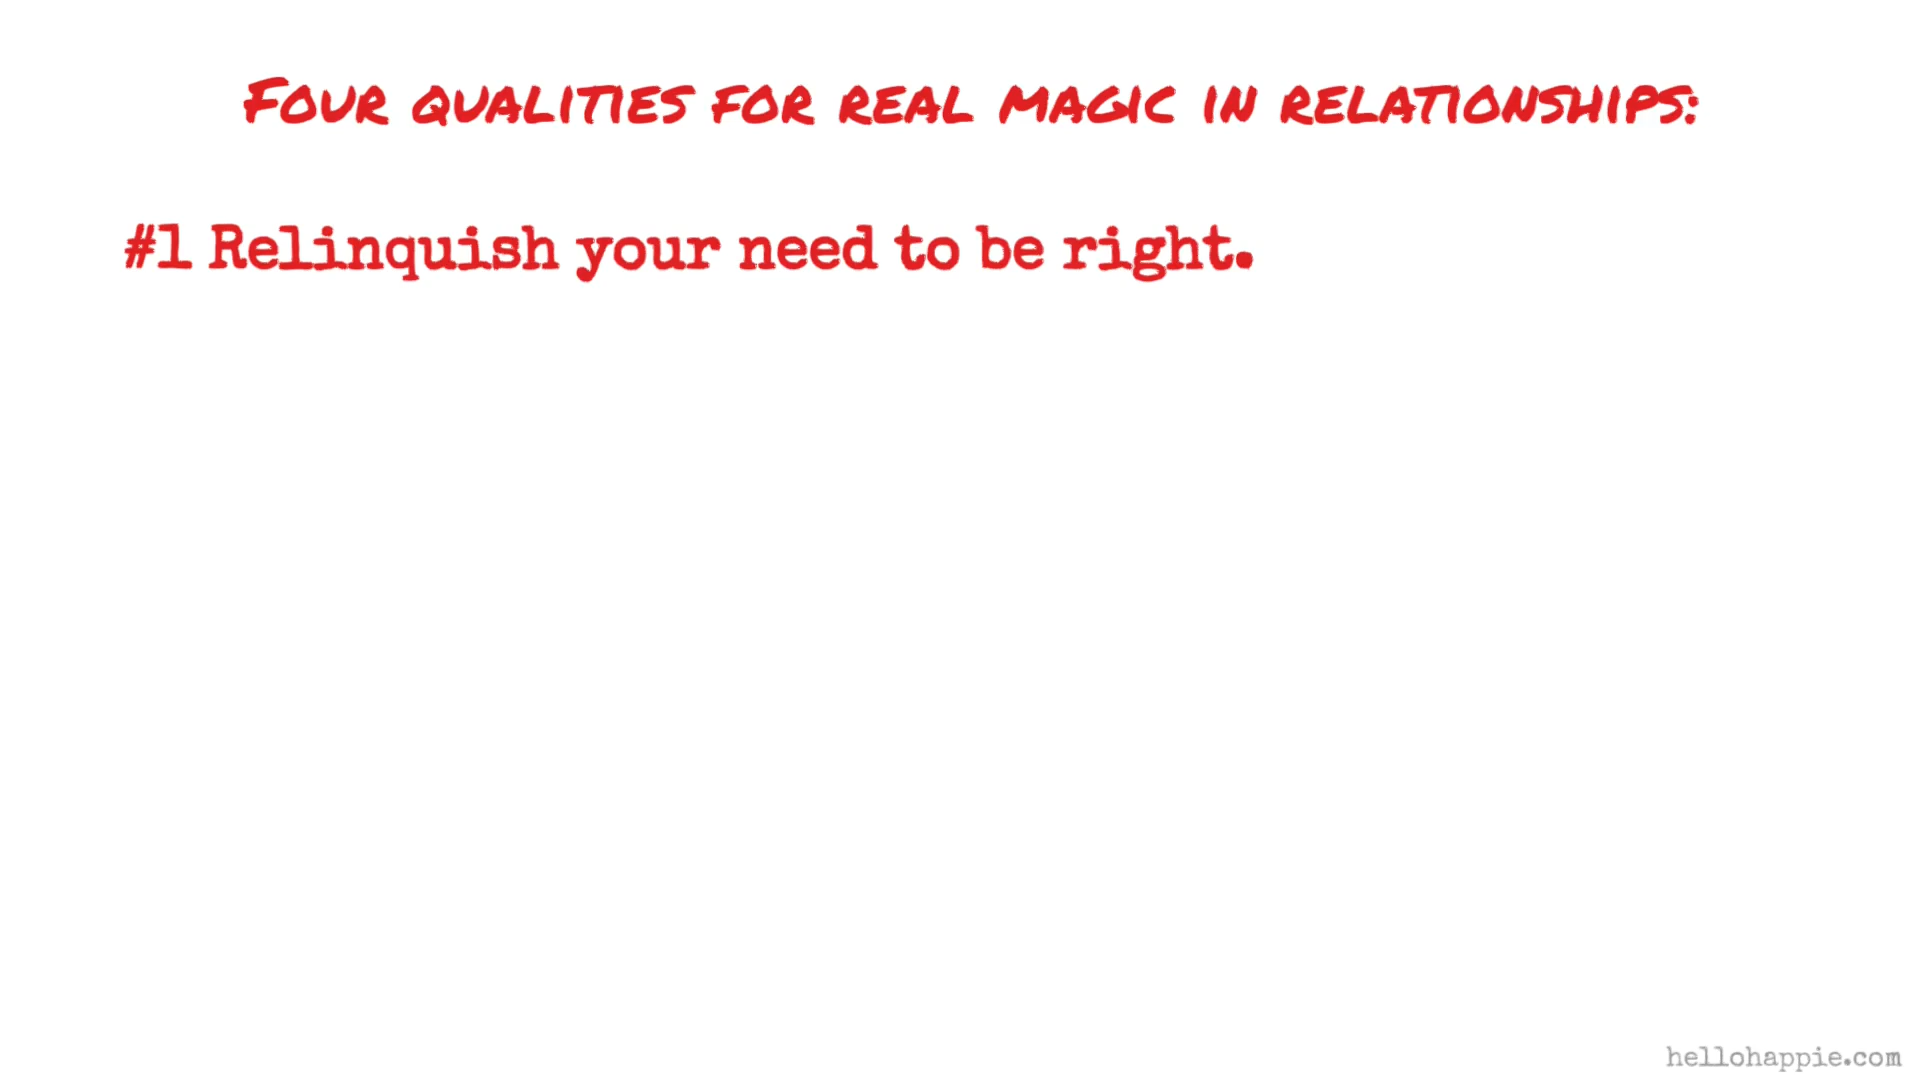 Four qualities for real magic in relationships:
#1 Relinquish your need to be right.
hellohappie.com